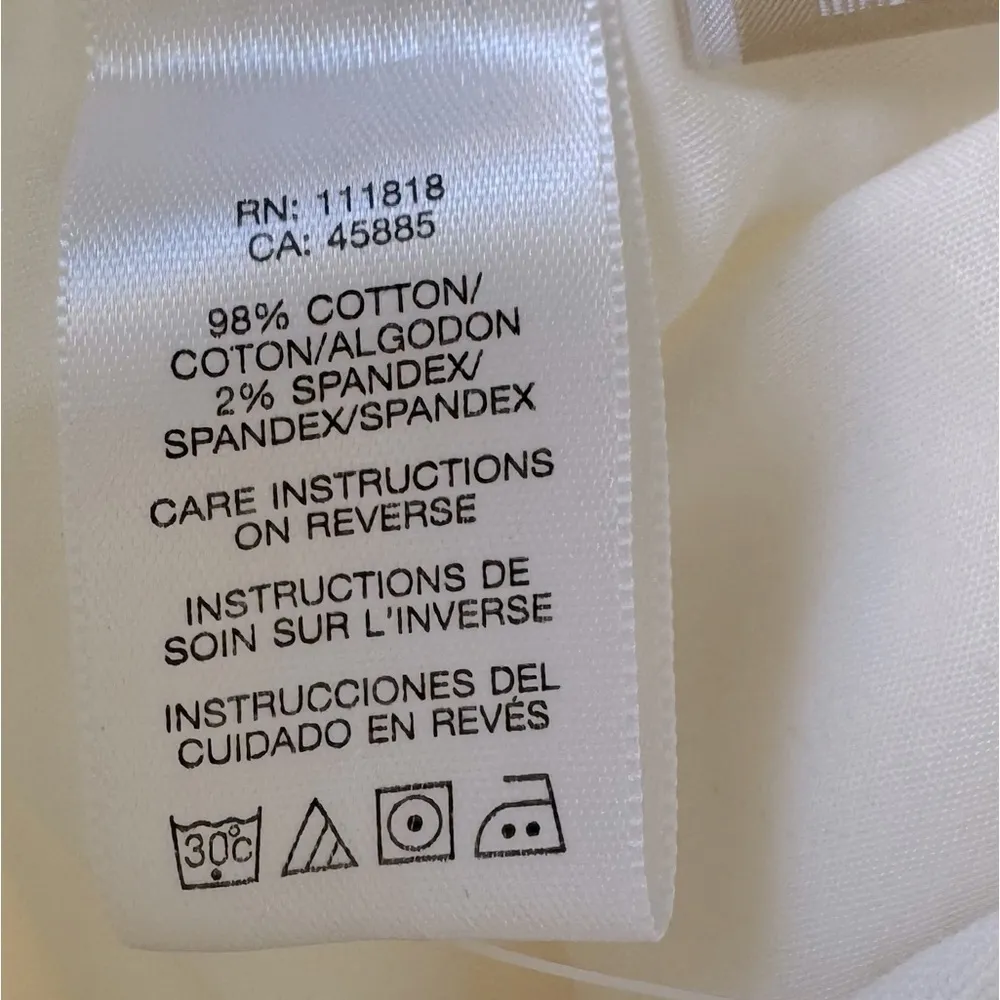 RN: 111818
CA: 45885
98% COTTON/
COTON/ALGODON
2% SPANDEX/
SPANDEX/SPANDEX
CARE INSTRUCTIONS
ON REVERSE
INSTRUCTIONS DE
SOIN SUR L'INVERSE
INSTRUCCIONES DEL
CUIDADO EN REVÉS
30°C